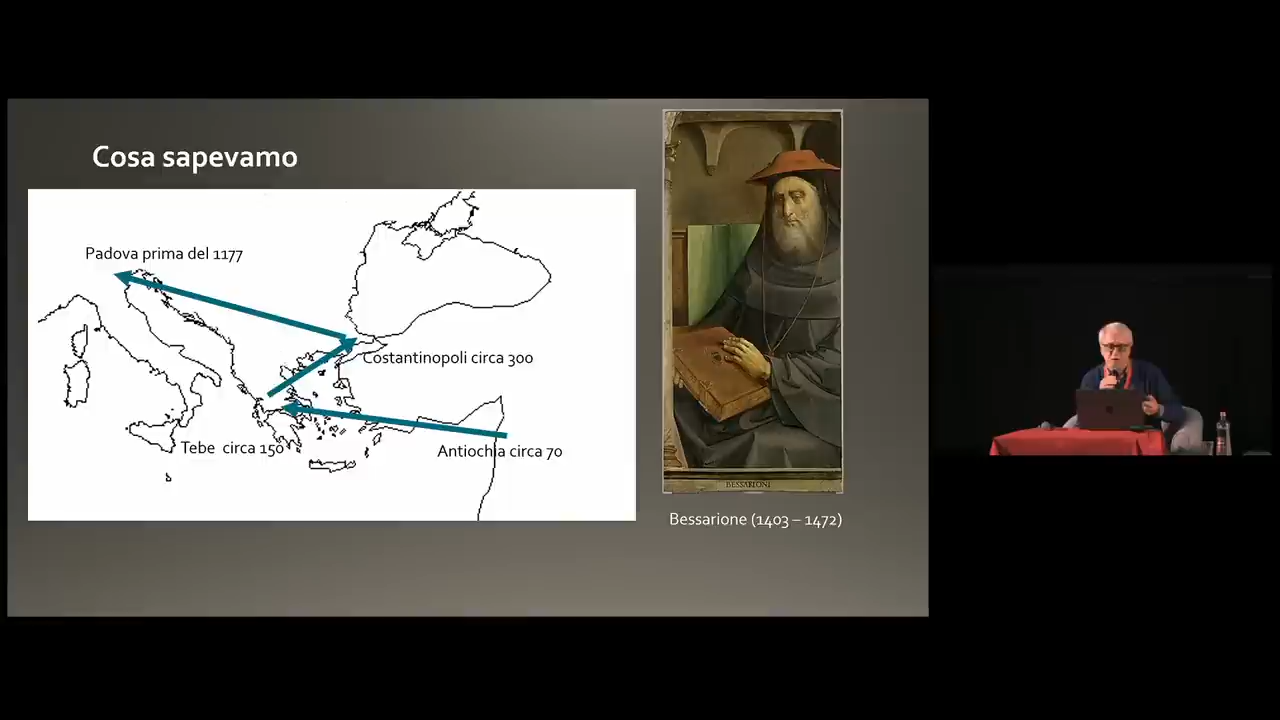 Cosa sapevamo
Padova prima del 1177
Costantinopoli circa 300
Tebe circa 150
Antiochia circa 70
BESSARIONI
Bessarione (1403 – 1472)